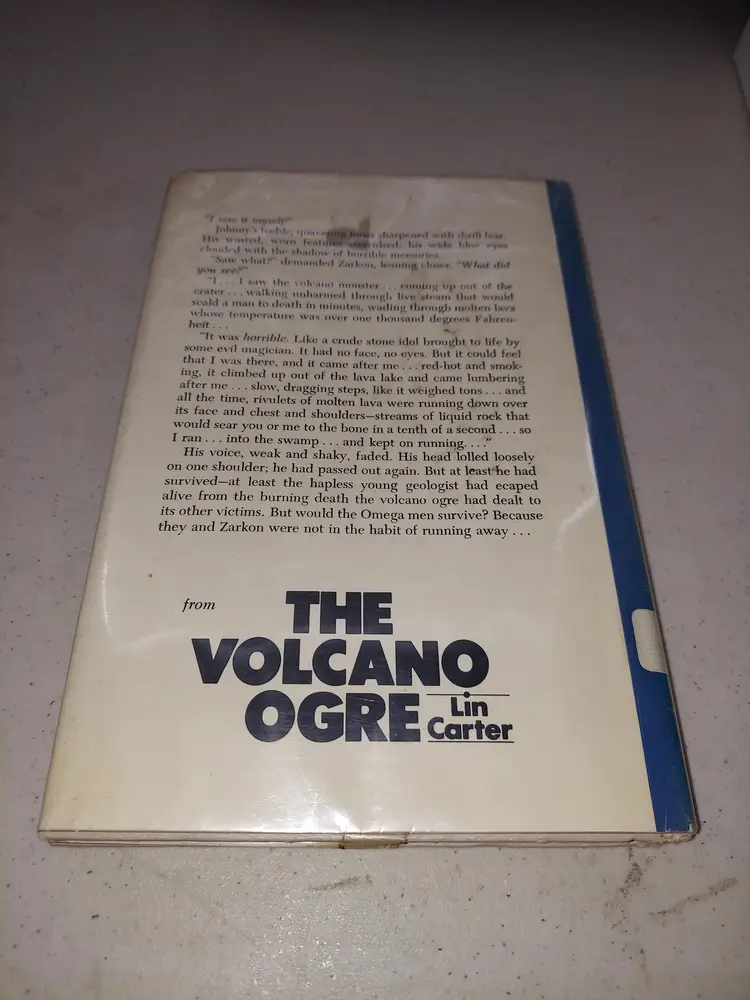 "I saw it myself!"
Johnny's feeble, quavering tones sharpened with thrill fear.
His wasted, worn features convulsed; his wide blue eyes
clouded with the shadow of horrible memories.
"Saw what?" demanded Zarkon, leaning closer. "What did
you see?"
"I . . . I saw the volcano monster . . . coming up out of the
crater . . . walking unharmed through live steam that would
scald a man to death in minutes, wading through molten lava
whose temperature was over one thousand degrees Fahren-
heit . . .
"It was horrible. Like a crude stone idol brought to life by
some evil magician. It had no face, no eyes. But it could feel
that I was there, and it came after me . . . red-hot and smok-
ing, it climbed up out of the lava lake and came lumbering
after me . . . slow, dragging steps, like it weighed tons . . . and
all the time, rivulets of molten lava were running down over
its face and chest and shoulders—streams of liquid rock that
would sear you or me to the bone in a tenth of a second . . . so
I ran . . . into the swamp . . . and kept on running. . . ."
His voice, weak and shaky, faded. His head lolled loosely
on one shoulder; he had passed out again. But at least he had
survived—at least the hapless young geologist had ecaped
alive from the burning death the volcano ogre had dealt to
its other victims. But would the Omega men survive? Because
they and Zarkon were not in the habit of running away . . .
from
THE
VOLCANO
OGRE
Lin
Carter